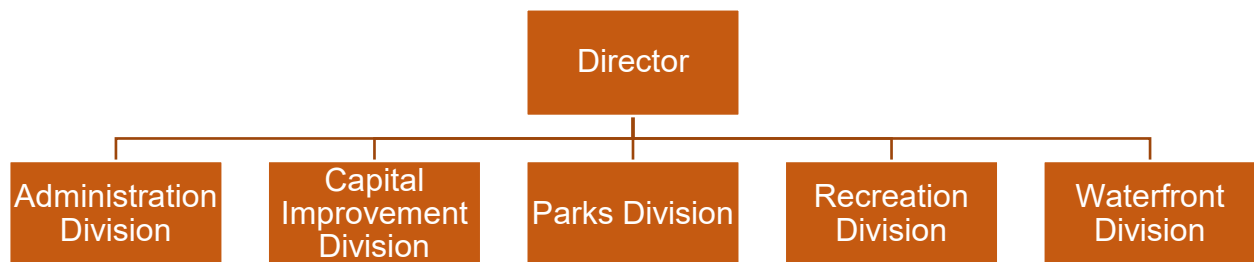 Director
Administration
Division
Capital
Improvement
Division
Parks Division
Recreation
Division
Waterfront
Division